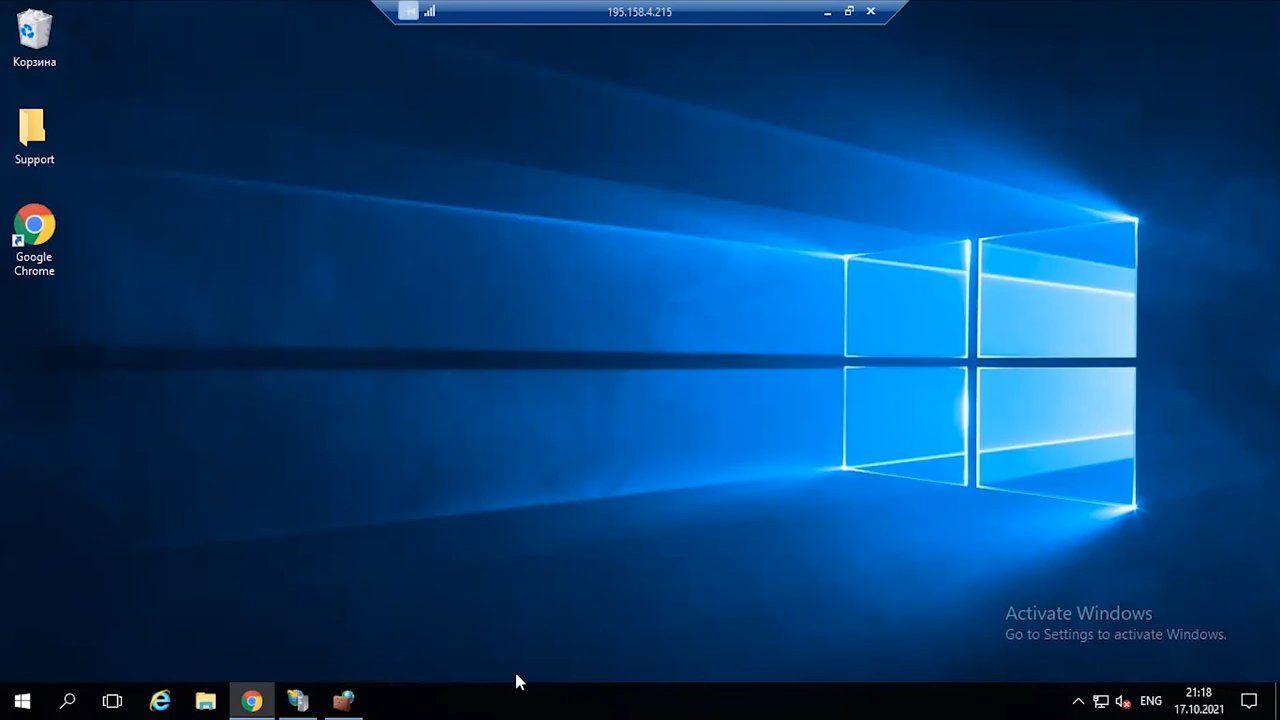 195.158.4.215
Корзина
Support
Google
Chrome
Activate Windows
Go to Settings to activate Windows.
ENG
21:18
17.10.2021